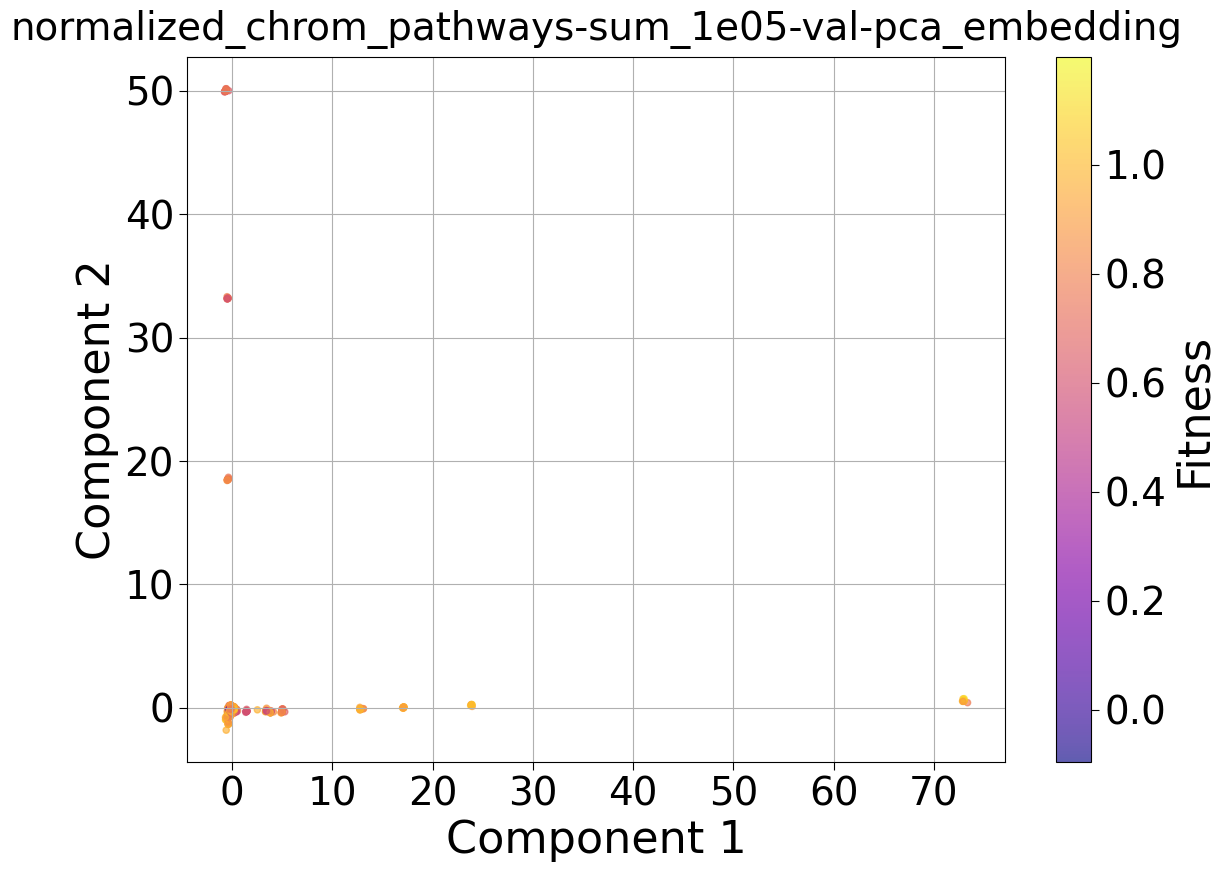 normalized_chrom_pathways-sum_1e05-val-pca_embedding
50
40
30
20
10
0
Component 2
0 10 20 30 40 50 60 70
Component 1
1.0
0.8
0.6
0.4
0.2
0.0
Fitness